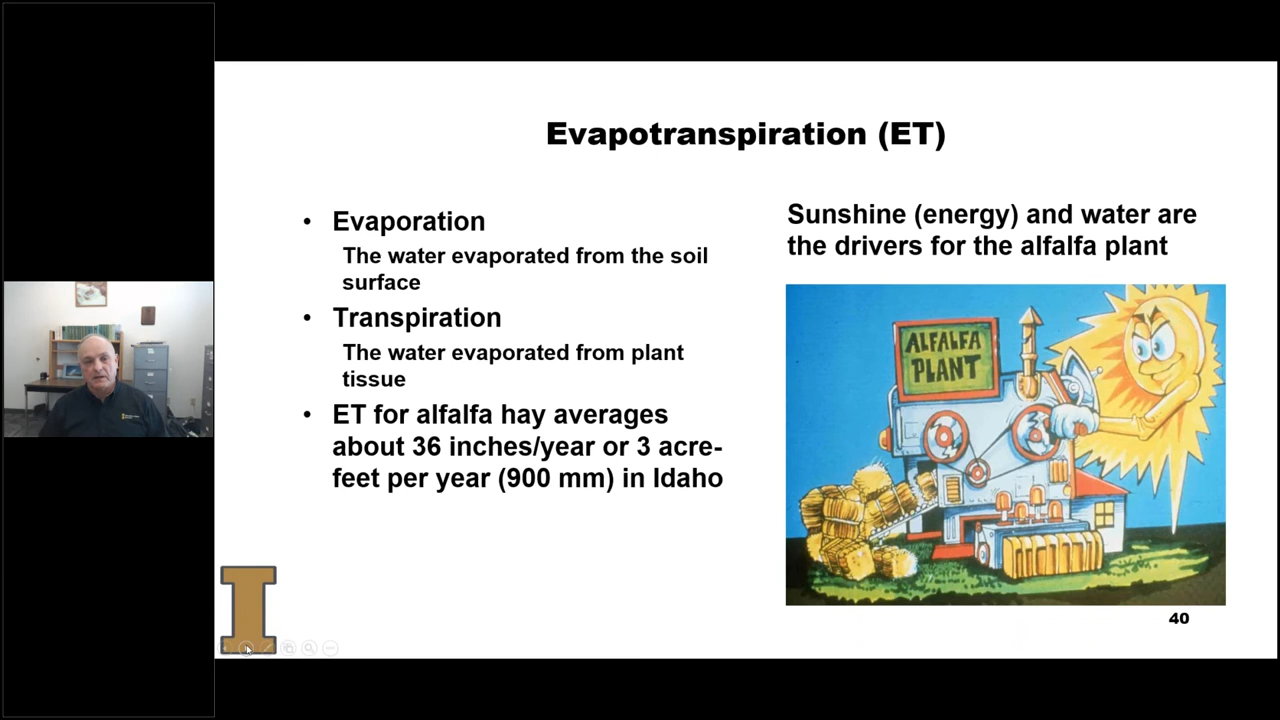 Evapotranspiration (ET)
• Evaporation
The water evaporated from the soil
surface
• Transpiration
The water evaporated from plant
tissue
• ET for alfalfa hay averages
about 36 inches/year or 3 acre-
feet per year (900 mm) in Idaho
Sunshine (energy) and water are
the drivers for the alfalfa plant
ALFALFA
PLANT
I
40